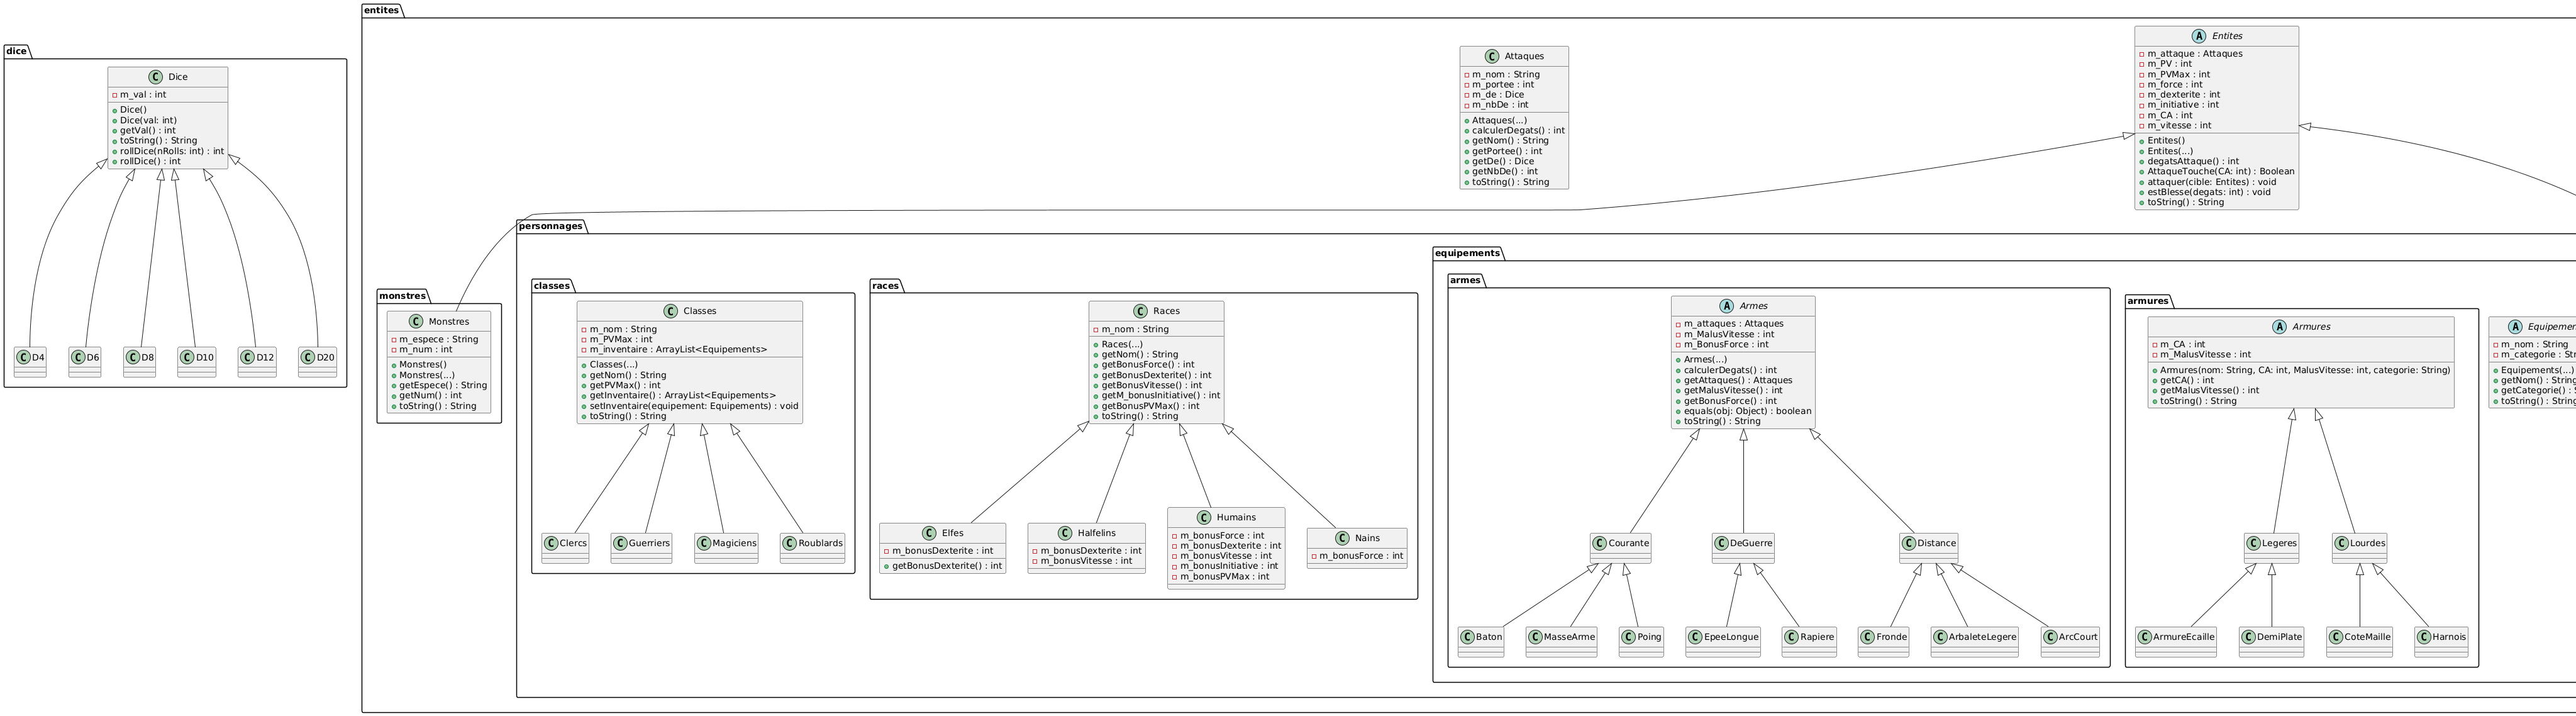 dice
Dice
m_val : int
Dice()
Dice(val: int)
getVal() : int
toString() : String
rollDice(nRolls: int) : int
rollDice() : int
D4
D6
D8
D10
D12
D20
entites
Attaques
m_nom : String
m_portee : int
m_de : Dice
m_nbDe : int
Attaques(...)
calculerDegats() : int
getNom() : String
getPortee() : int
getDe() : Dice
getNbDe() : int
toString() : String
Entites
m_attaque : Attaques
m_PV : int
m_PVMax : int
m_force : int
m_dexterite : int
m_initiative : int
m_CA : int
m_vitesse : int
Entites()
Entites(...)
degatsAttaque() : int
AttaqueTouche(CA: int) : Boolean
attaquer(cible: Entites) : void
estBlesse(degats: int) : void
toString() : String
monstres
Monstres
m_espece : String
m_num : int
Monstres()
Monstres(...)
getEspece() : String
getNum() : int
toString() : String
personnages
classes
Classes
m_nom : String
m_PVMax : int
m_inventaire : ArrayList<Equipements>
Classes(...)
getNom() : String
getPVMax() : int
getInventaire() : ArrayList<Equipements>
setInventaire(equipement: Equipements) : void
toString() : String
Clercs
Guerriers
Magiciens
Roublards
races
Races
m_nom : String
Races(...)
getNom() : String
getBonusForce() : int
getBonusDexterite() : int
getBonusVitesse() : int
getM_bonusInitiative() : int
getBonusPVMax() : int
toString() : String
Elfes
m_bonusDexterite : int
getBonusDexterite() : int
Halfelins
m_bonusDexterite : int
m_bonusVitesse : int
Humains
m_bonusForce : int
m_bonusDexterite : int
m_bonusVitesse : int
m_bonusInitiative : int
m_bonusPVMax : int
Nains
m_bonusForce : int
equipements
armes
Armes
m_attaques : Attaques
m_MalusVitesse : int
m_BonusForce : int
Armes(...)
calculerDegats() : int
getAttaques() : Attaques
getMalusVitesse() : int
getBonusForce() : int
equals(obj: Object) : boolean
toString() : String
Courante
DeGuerre
Distance
Baton
MasseArme
Poing
EpeeLongue
Rapiere
Fronde
ArbaleteLegere
ArcCourt
armures
Armures
m_CA : int
m_MalusVitesse : int
Armures(nom: String, CA: int, MalusVitesse: int, categorie: String)
getCA() : int
getMalusVitesse() : int
toString() : String
Legeres
Lourdes
ArmureEcaille
DemiPlate
CoteMaille
Harnois
m_nom : String
m_categorie :
Equipements(...)
getNom() :
getCategorie() :
toString() :